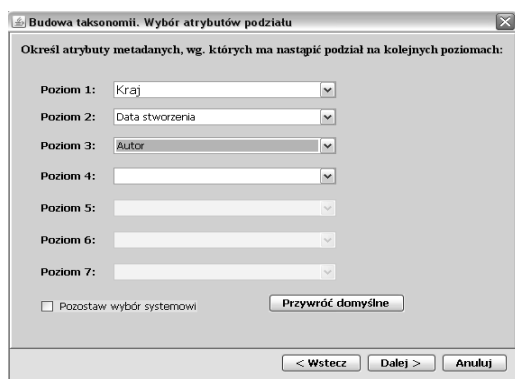 Budowa taksonomii. Wybór atrybutów podziału
Określ atrybuty metadanych, wg. których ma nastąpić podział na kolejnych poziomach:
Poziom 1: Kraj
Poziom 2: Data stworzenia
Poziom 3: Autor
Poziom 4:
Poziom 5:
Poziom 6:
Poziom 7:
Pozostaw wybór systemowi Przywróć domyślne
< Wstecz Dalej > Anuluj